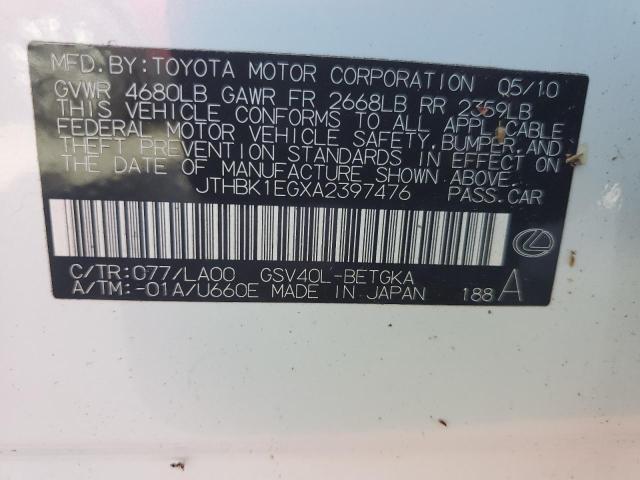 MFD.BY:TOYOTA MOTOR CORPORATION 05/10
GVWR 4680LB GAWR FR 2668LB RR 2359LB
THIS VEHICLE CONFORMS TO ALL APPLICABLE
FEDERAL MOTOR VEHICLE SAFETY, BUMPER, AND
THEFT PREVENTION STANDARDS IN EFFECT ON
THE DATE OF MANUFACTURE SHOWN ABOVE.
JTHBK1EGXA2397476 PASS.CAR
C/TR:077/LA00 GSV40L-BETGKA
A/TM:-01A/U660E MADE IN JAPAN 188 A